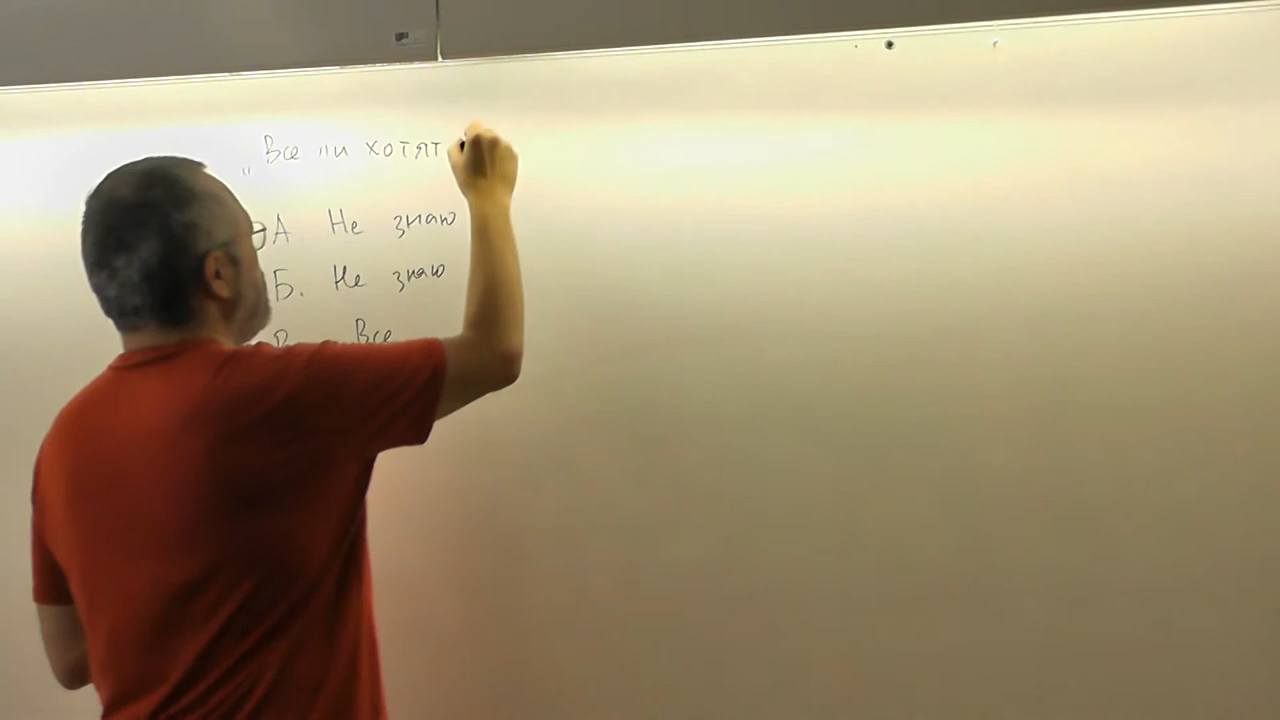 „Все ли хотят
А Не знаю
Б. Не знаю
В Все